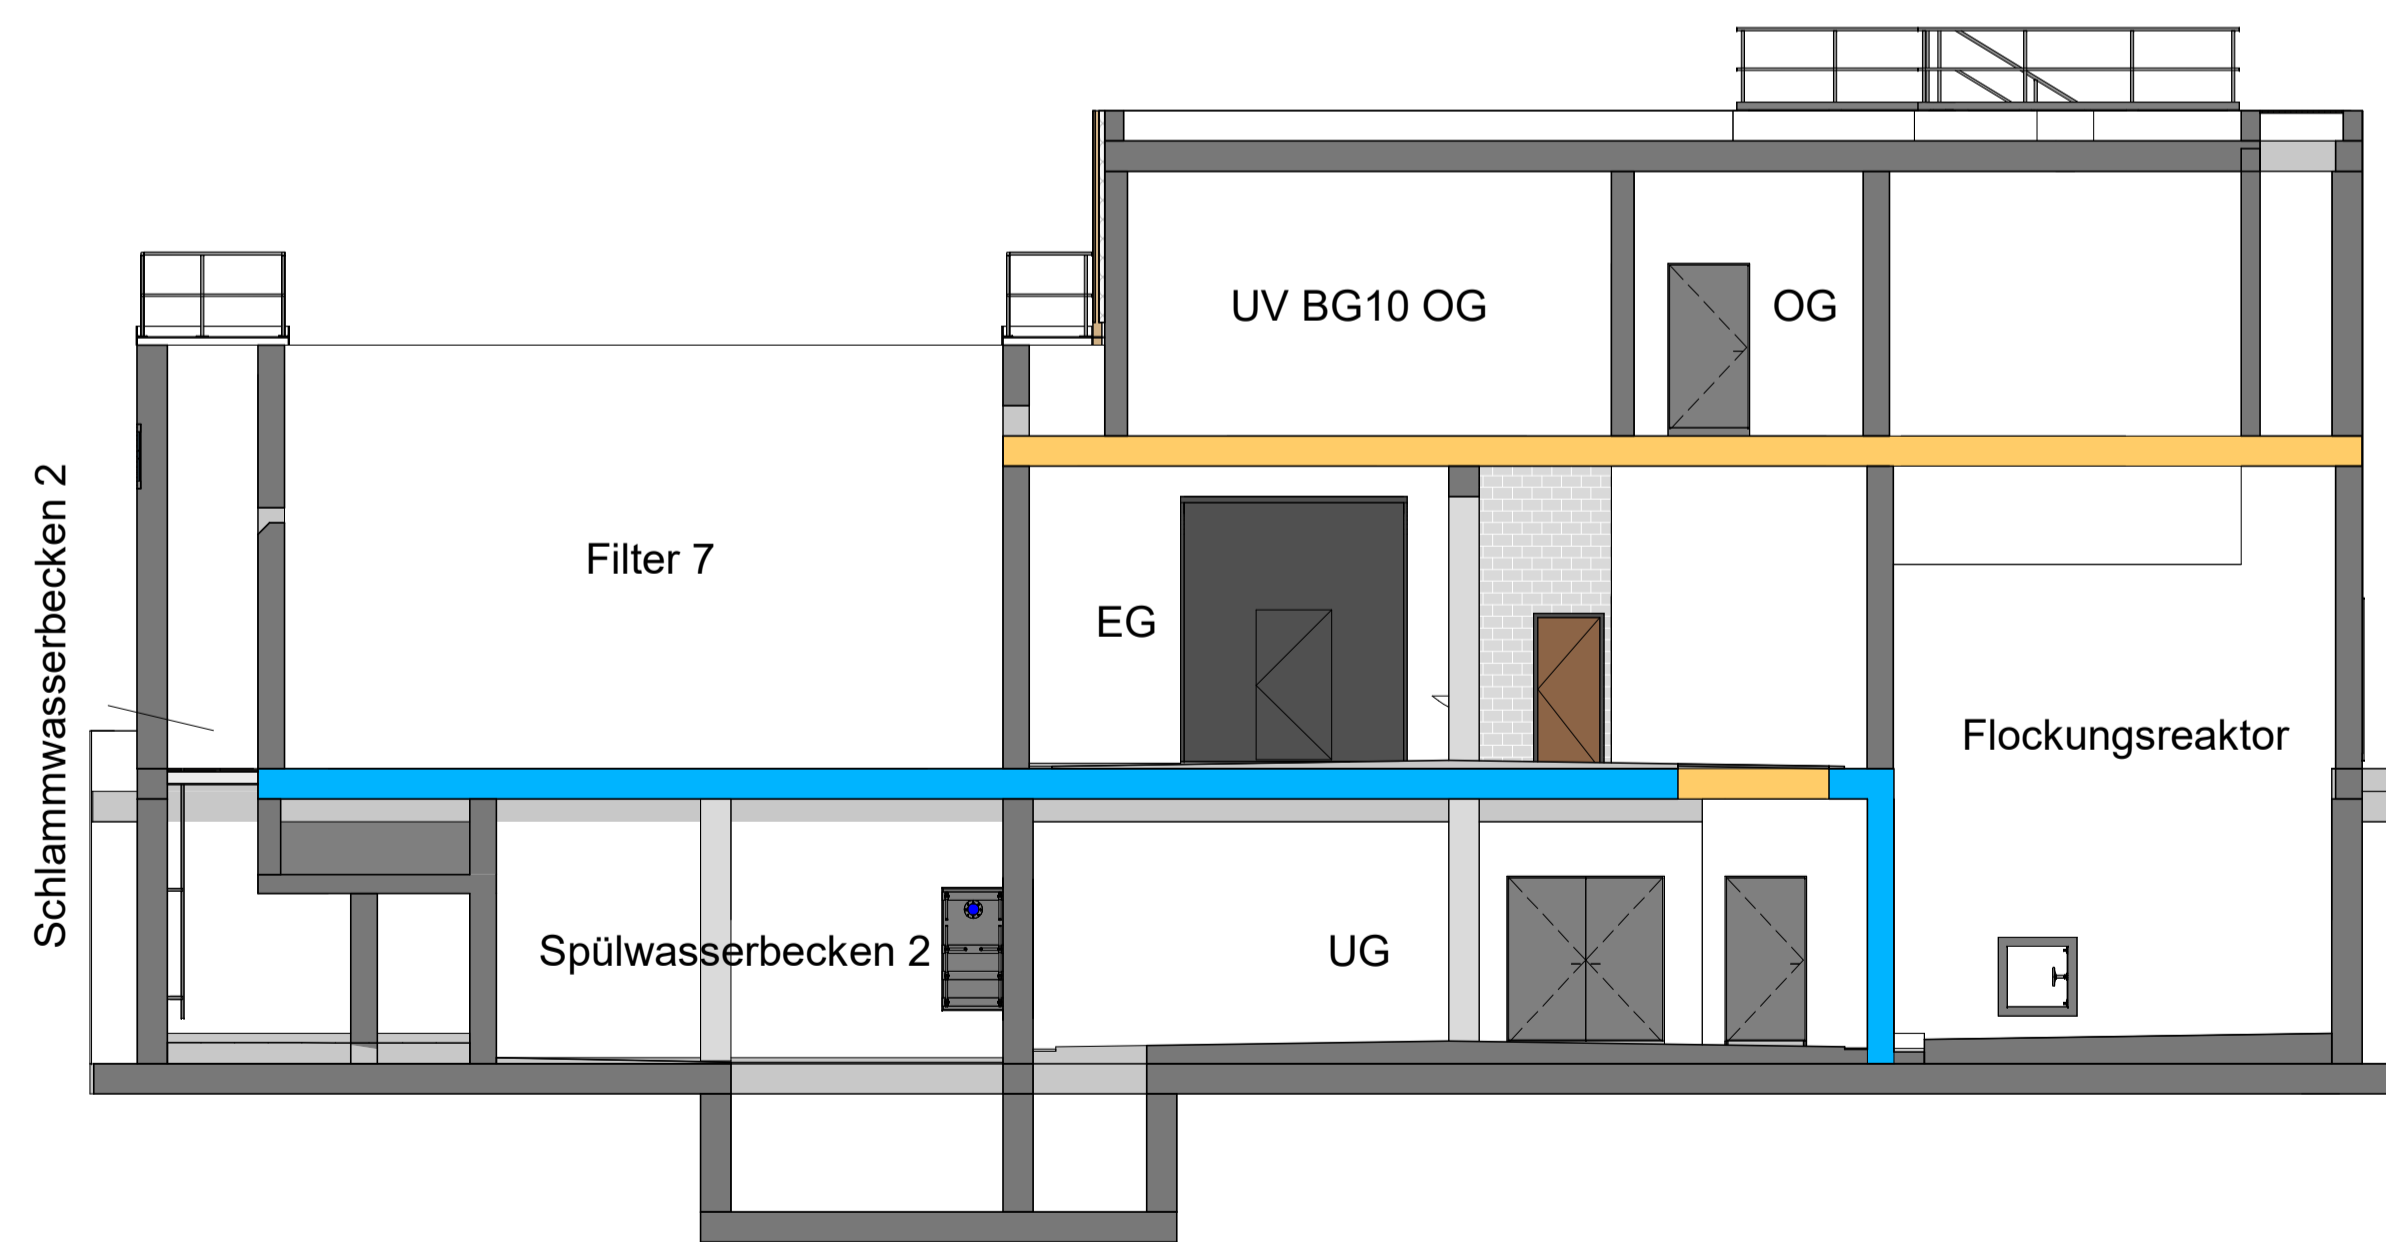 UV BG10 OG
OG
Schlammwasserbecken 2
Filter 7
EG
Flockungsreaktor
Spülwasserbecken 2
UG